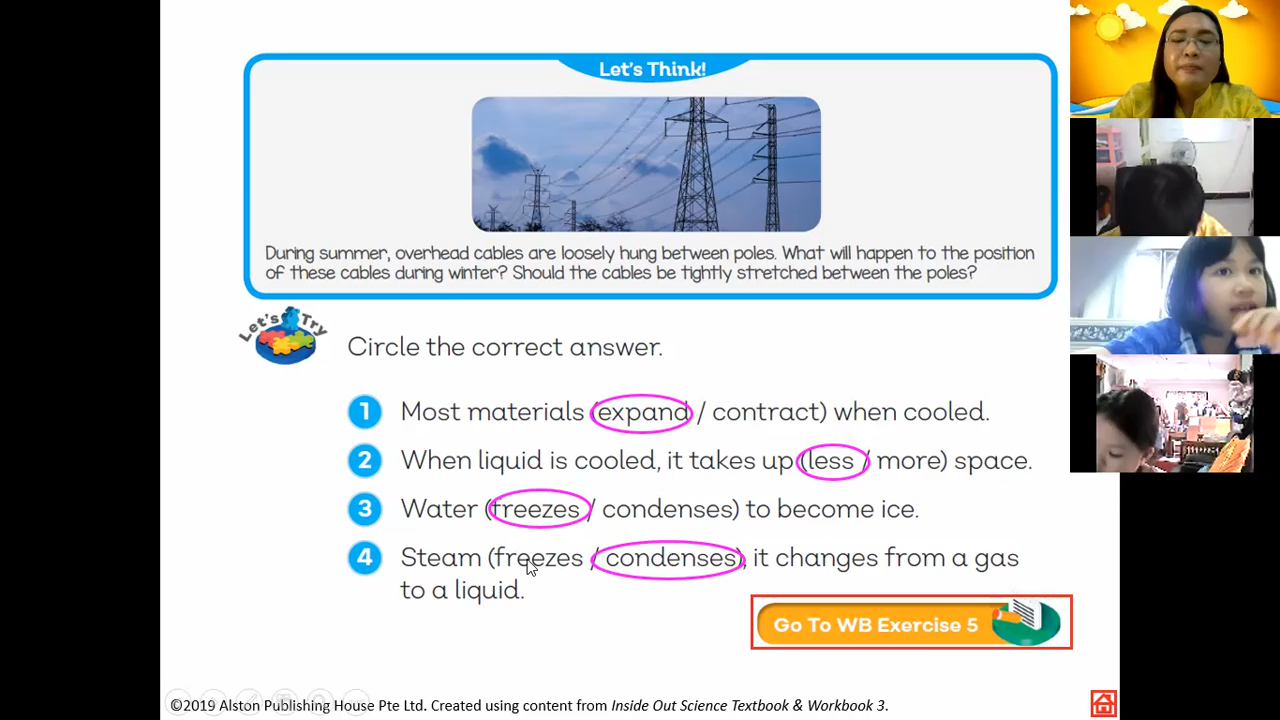 Let's Think!
During summer, overhead cables are loosely hung between poles. What will happen to the position
of these cables during winter? Should the cables be tightly stretched between the poles?
Let's Try
Circle the correct answer.
1 Most materials (expand / contract) when cooled.
2 When liquid is cooled, it takes up (less / more) space.
3 Water (freezes / condenses) to become ice.
4 Steam (freezes / condenses), it changes from a gas
to a liquid.
Go To WB Exercise 5
©2019 Alston Publishing House Pte Ltd. Created using content from Inside Out Science Textbook & Workbook 3.